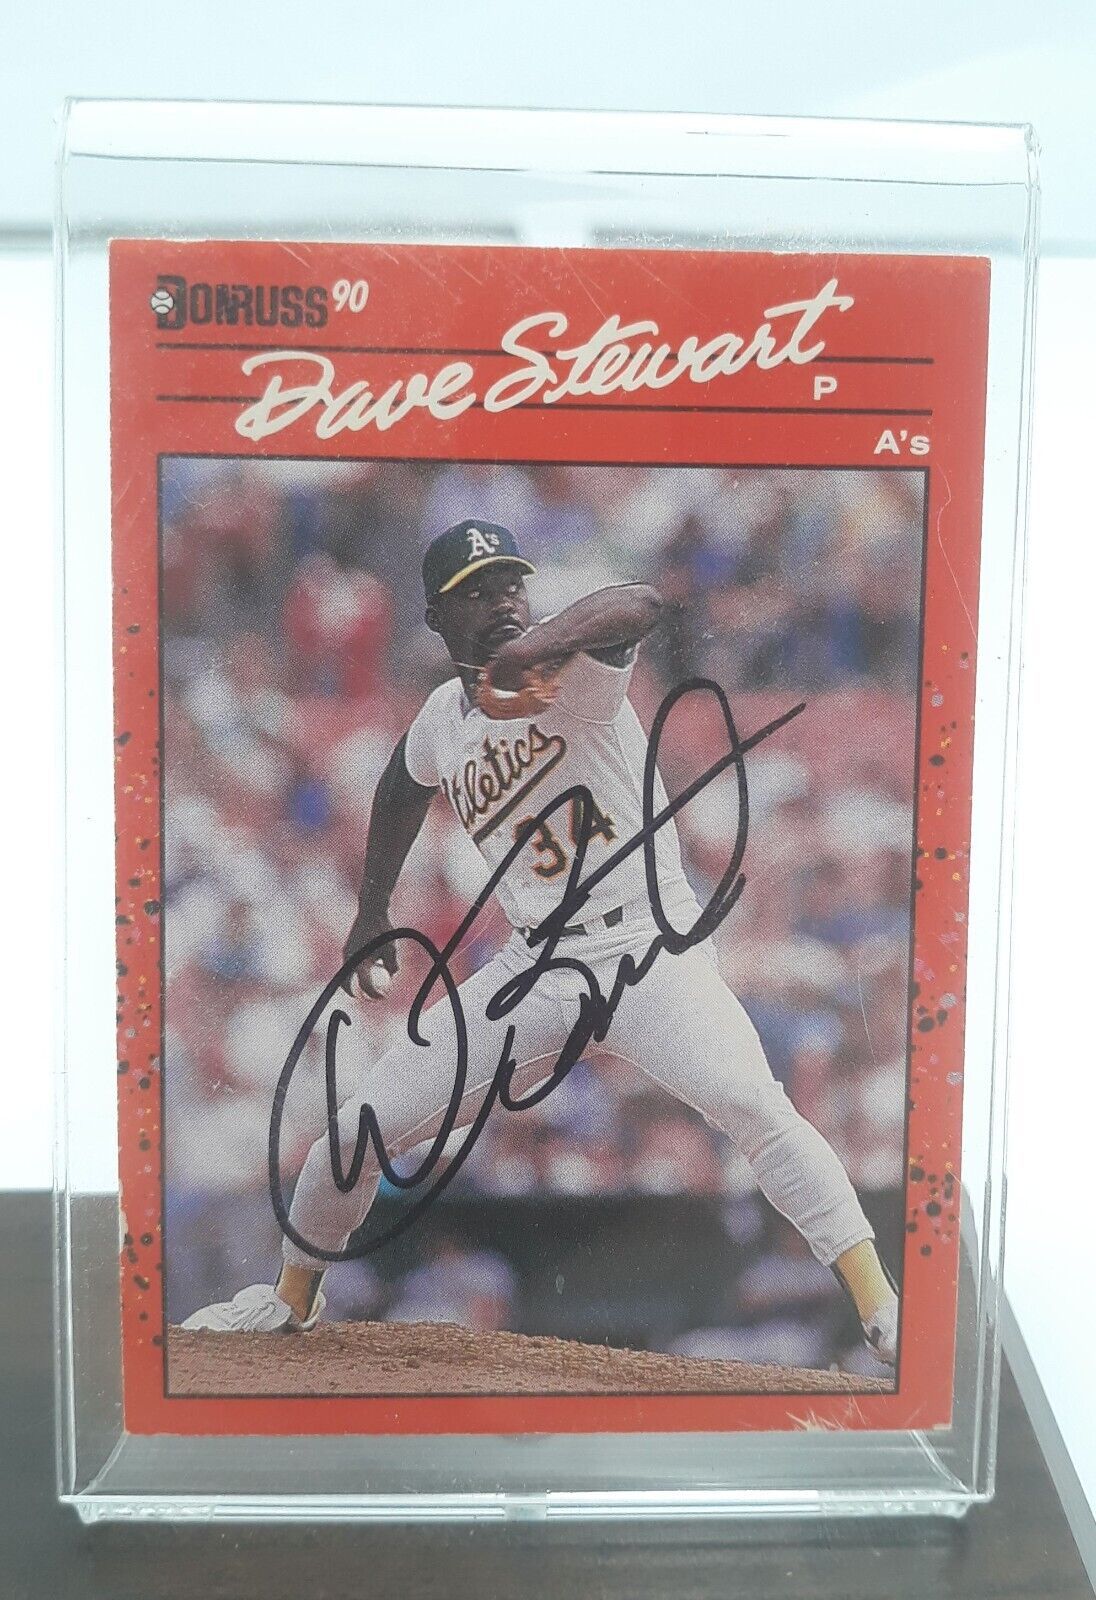 DONRUSS 90
Dave Stewart
P
A's
A's
Athletics
34